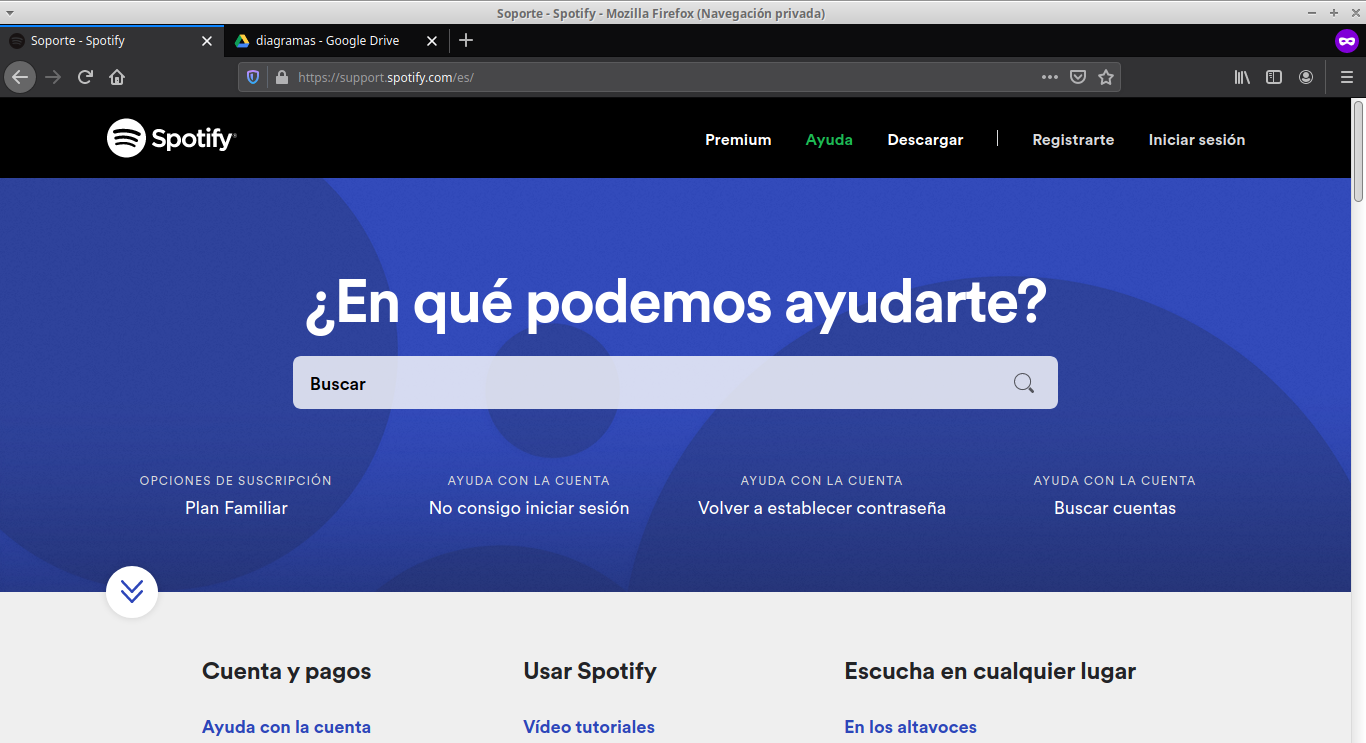 Soporte - Spotify - Mozilla Firefox (Navegación privada)
Soporte - Spotify
diagramas - Google Drive
https://support.spotify.com/es/
Spotify
Premium Ayuda Descargar | Registrarte Iniciar sesión
¿En qué podemos ayudarte?
Buscar
OPCIONES DE SUSCRIPCIÓN
Plan Familiar
AYUDA CON LA CUENTA
No consigo iniciar sesión
AYUDA CON LA CUENTA
Volver a establecer contraseña
AYUDA CON LA CUENTA
Buscar cuentas
Cuenta y pagos
Ayuda con la cuenta
Usar Spotify
Vídeo tutoriales
Escucha en cualquier lugar
En los altavoces